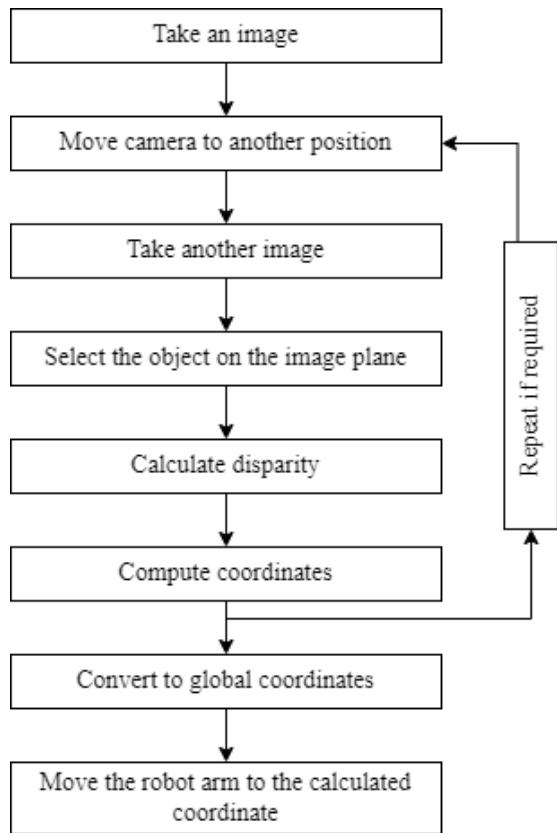 Take an image
Move camera to another position
Take another image
Select the object on the image plane
Calculate disparity
Compute coordinates
Convert to global coordinates
Move the robot arm to the calculated
coordinate
Repeat if required